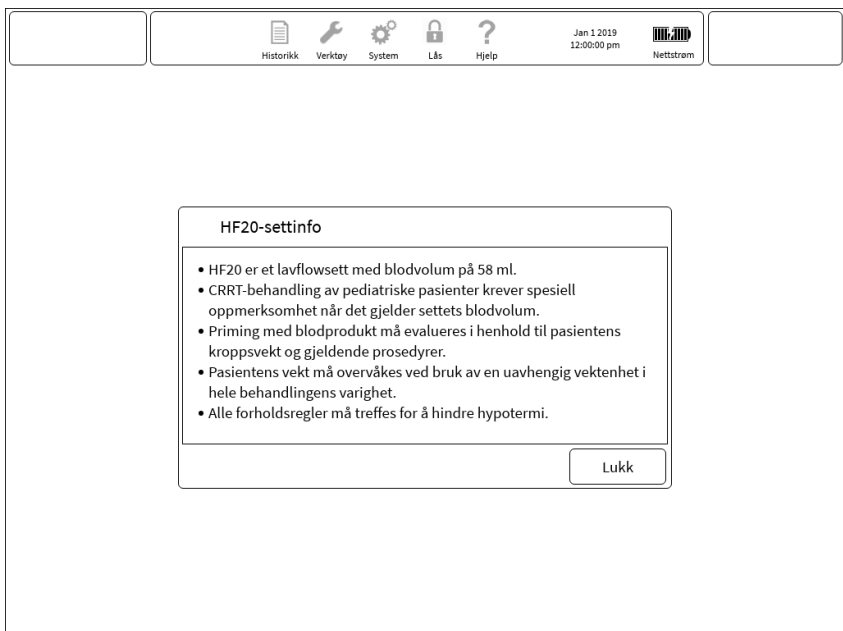 Historikk
Verktøy
System
Lås
Hjelp
Jan 1 2019
12:00:00 pm
Nettstrøm
HF20-settinfo
• HF20 er et lavflowsett med blodvolum på 58 ml.
• CRRT-behandling av pediatriske pasienter krever spesiell
oppmerksomhet når det gjelder settets blodvolum.
• Priming med blodprodukt må evalueres i henhold til pasientens
kroppsvekt og gjeldende prosedyrer.
• Pasientens vekt må overvåkes ved bruk av en uavhengig vektenhet i
hele behandlingens varighet.
• Alle forholdsregler må treffes for å hindre hypotermi.
Lukk